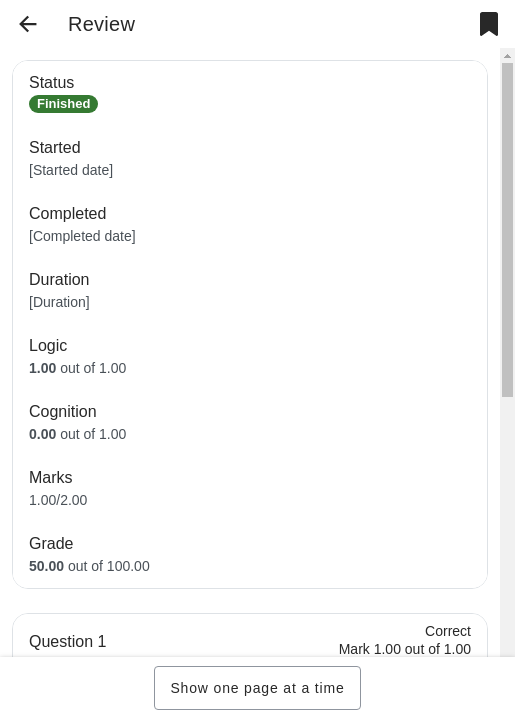 Review
Status
Finished
Started
[Started date]
Completed
[Completed date]
Duration
[Duration]
Logic
1.00 out of 1.00
Cognition
0.00 out of 1.00
Marks
1.00/2.00
Grade
50.00 out of 100.00
Question 1
Correct
Mark 1.00 out of 1.00
Show one page at a time